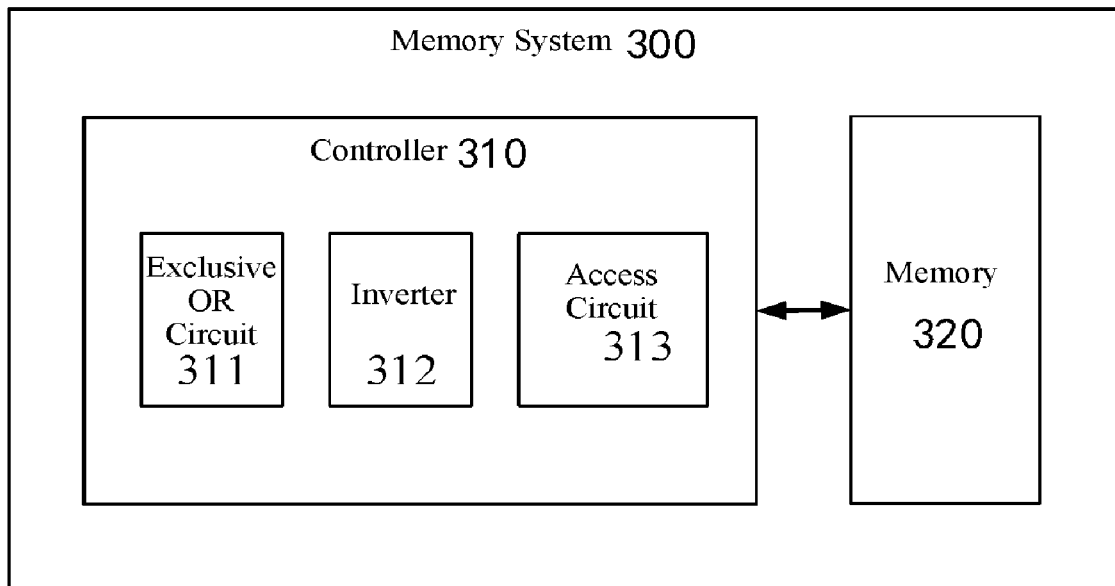 Memory System 300
Controller 310
Exclusive
OR
Circuit
311
Inverter
312
Access
Circuit
313
Memory
320